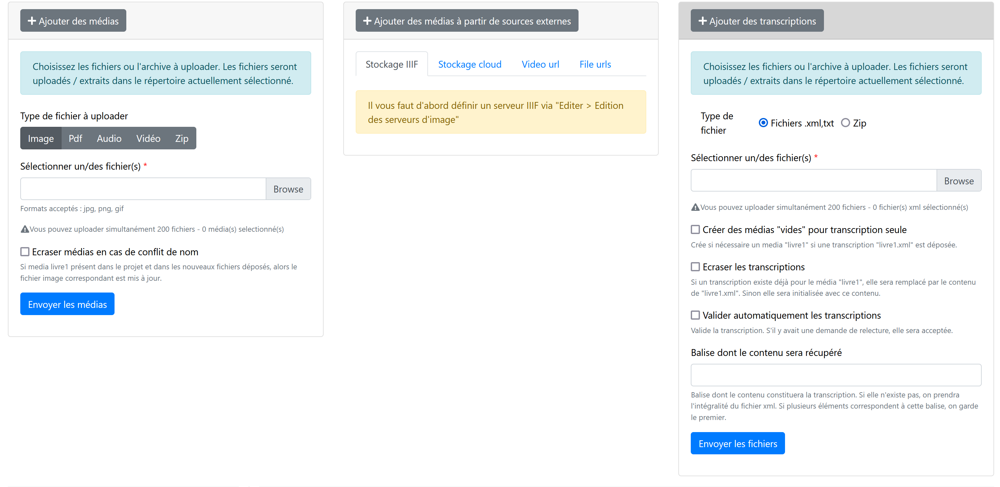 Ajouter des médias
Choisissez les fichiers ou l'archive à uploader. Les fichiers seront
uploadés / extraits dans le répertoire actuellement sélectionné.
Type de fichier à uploader
Image Pdf Audio Vidéo Zip
Sélectionner un/des fichier(s) *
Browse
Formats acceptés : jpg, png, gif
Vous pouvez uploader simultanément 200 fichiers - 0 média(s) selectionné(s)
Ecraser médias en cas de conflit de nom
Si media livre1 présent dans le projet et dans les nouveaux fichiers déposés, alors le
fichier image correspondant est mis à jour.
Envoyer les médias
Ajouter des médias à partir de sources externes
Stockage IIIF Stockage cloud Video url File urls
Il vous faut d'abord définir un serveur IIIF via "Editer > Edition
des serveurs d'image"
Ajouter des transcriptions
Choisissez les fichiers ou l'archive à uploader. Les fichiers seront
uploadés / extraits dans le répertoire actuellement sélectionné.
Type de
fichier
Fichiers .xml,txt Zip
Sélectionner un/des fichier(s) *
Browse
Vous pouvez uploader simultanément 200 fichiers - 0 fichier(s) xml sélectionné(s)
Créer des médias "vides" pour transcription seule
Crée si nécessaire un media "livre1" si une transcription "livre1.xml" est déposée.
Ecraser les transcriptions
Si un transcription existe déjà pour le média "livre1", elle sera remplacé par le contenu
de "livre1.xml". Sinon elle sera initialisée avec ce contenu.
Valider automatiquement les transcriptions
Valide la transcription. S'il y avait une demande de relecture, elle sera acceptée.
Balise dont le contenu sera récupéré
Balise dont le contenu constituera la transcription. Si elle n'existe pas, on prendra
l'intégralité du fichier xml. Si plusieurs éléments correspondent à cette balise, on garde
le premier.
Envoyer les fichiers